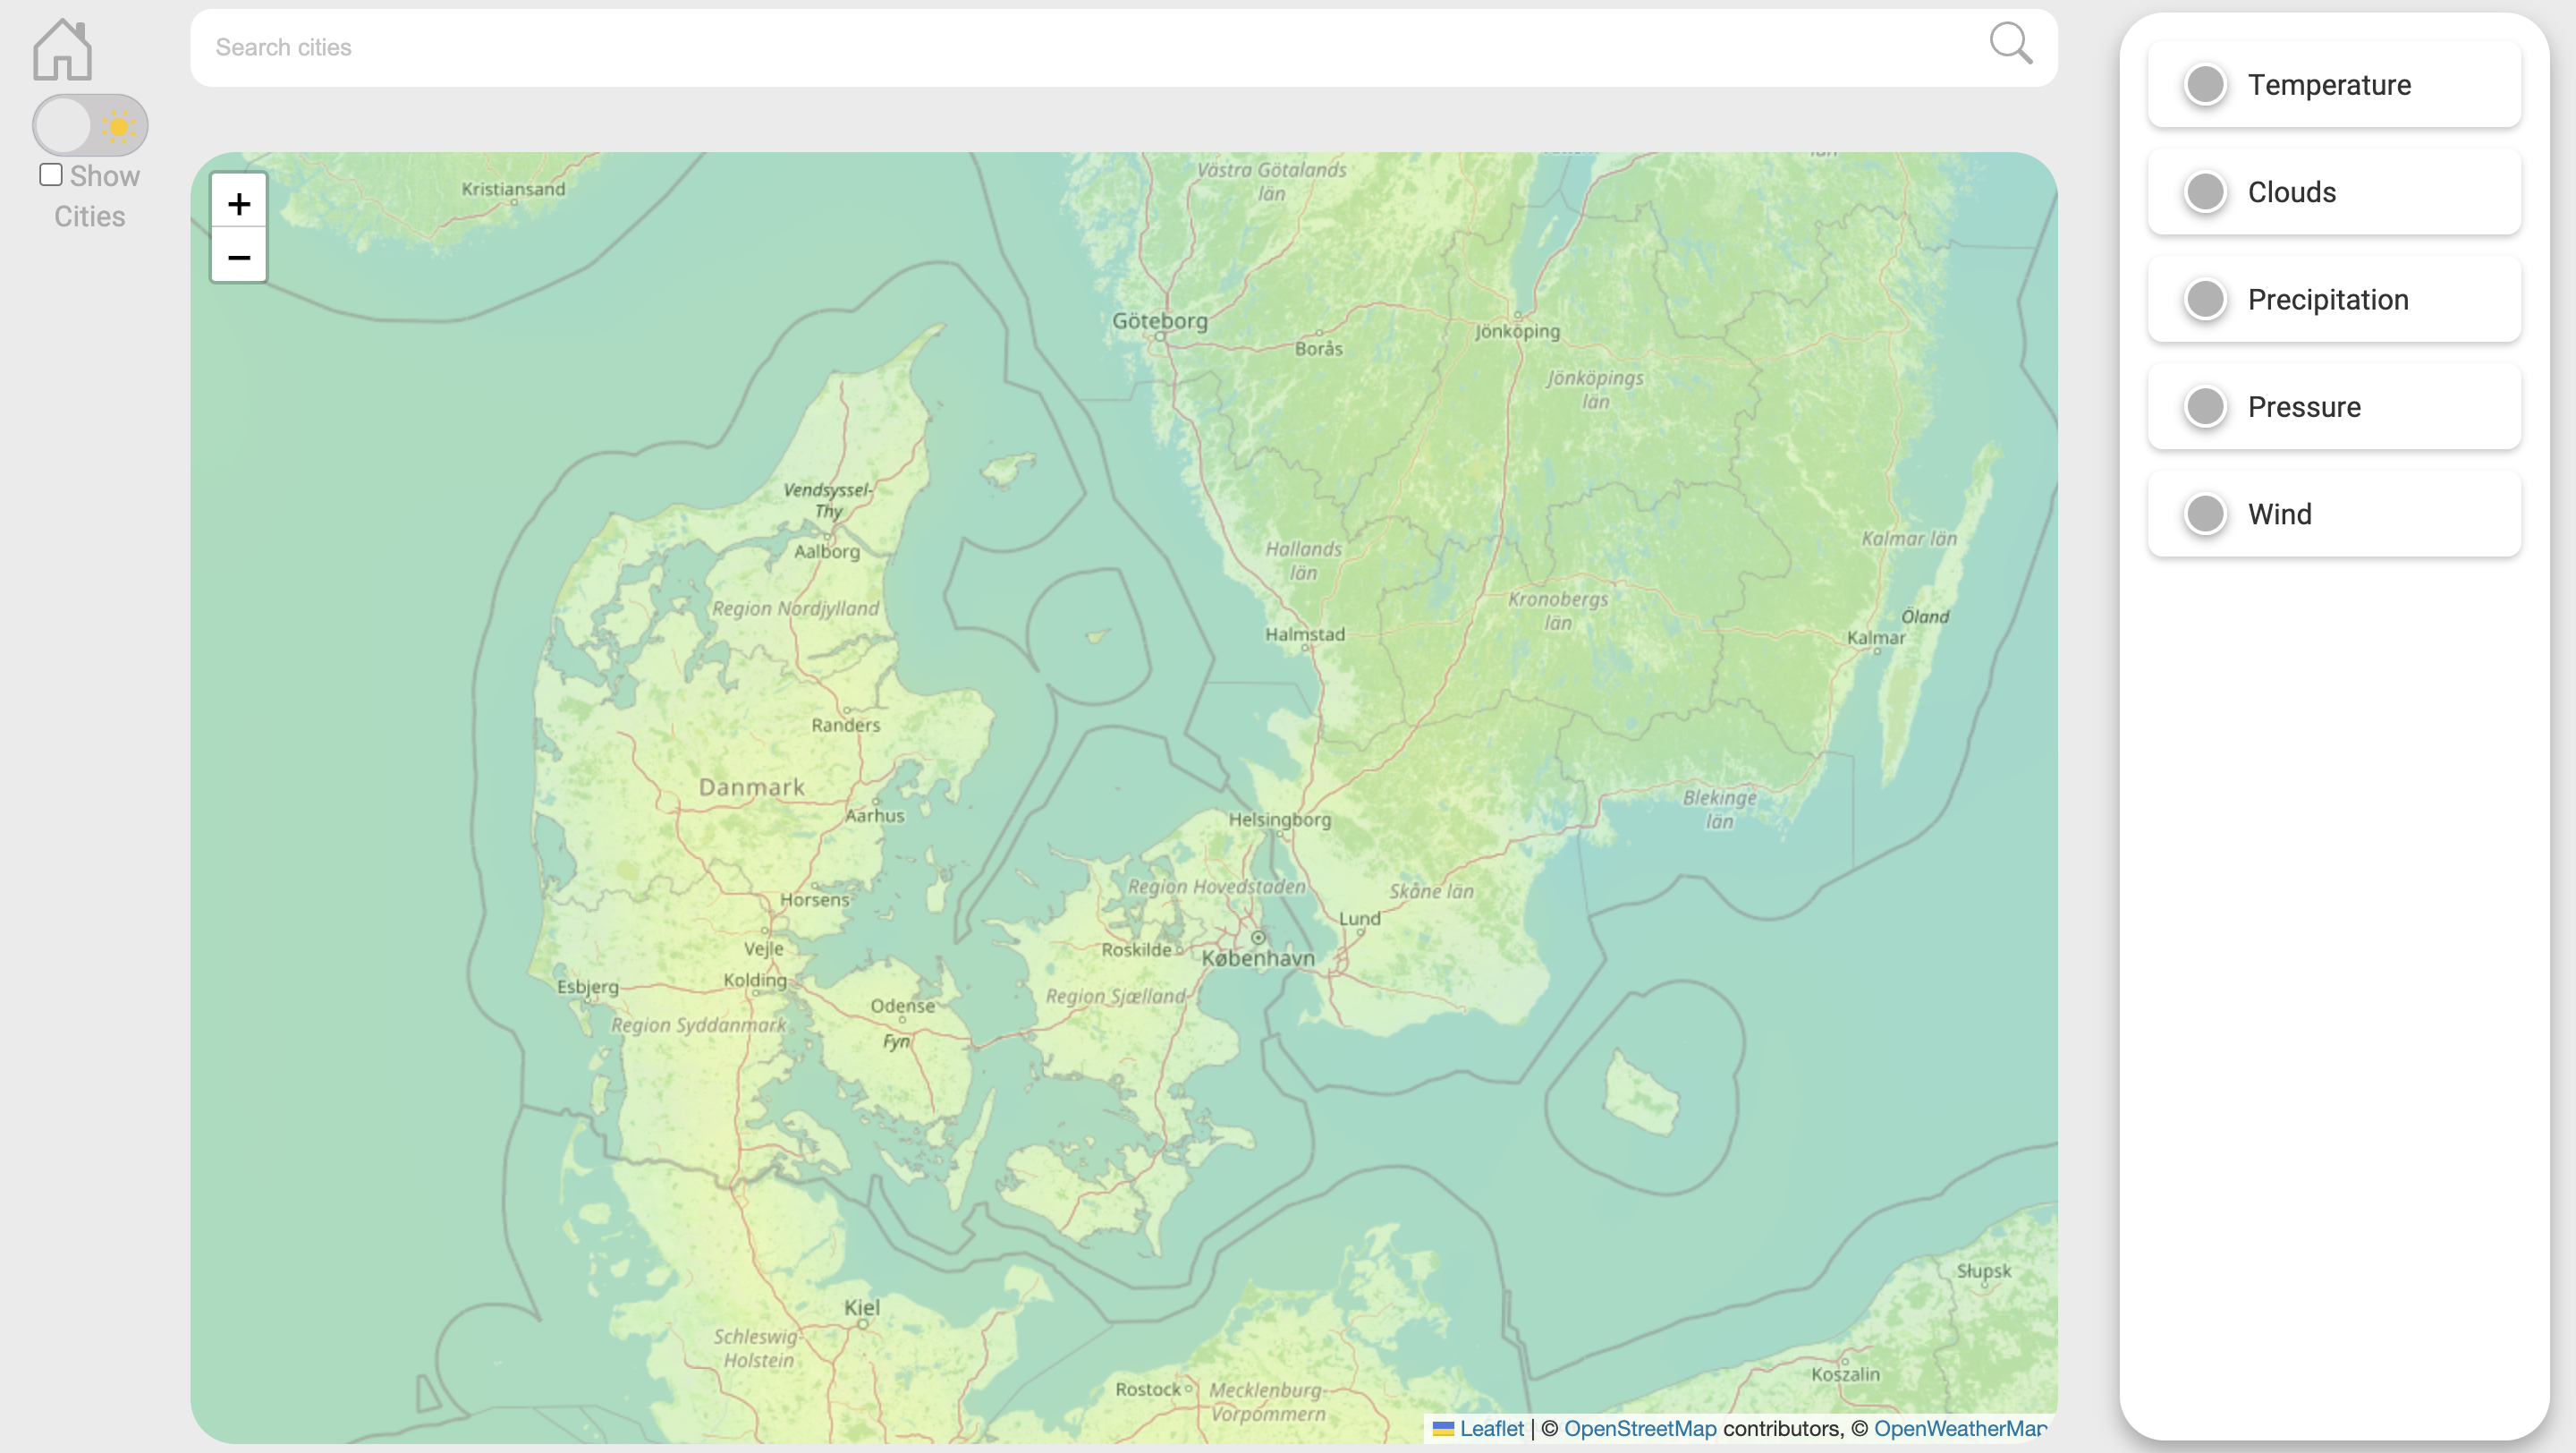 Search cities
Show
Cities
+
−
Kristiansand
Västra Götalands
län
Göteborg
Borås
Jönköping
Jönköpings
län
Vendsyssel-
Thy
Aalborg
Region Nordjylland
Hallands
län
Kronobergs
län
Kalmar län
Öland
Kalmar
Halmstad
Randers
Danmark
Aarhus
Blekinge
län
Helsingborg
Region Hovedstaden
Skåne län
Horsens
Lund
Vejle
Roskilde
København
Kolding
Esbjerg
Odense
Region Sjælland
Region Syddanmark
Fyn
Kiel
Słupsk
Schleswig-
Holstein
Koszalin
Rostock
Mecklenburg-
Vorpommern
Leaflet | © OpenStreetMap contributors, © OpenWeatherMap
Temperature
Clouds
Precipitation
Pressure
Wind